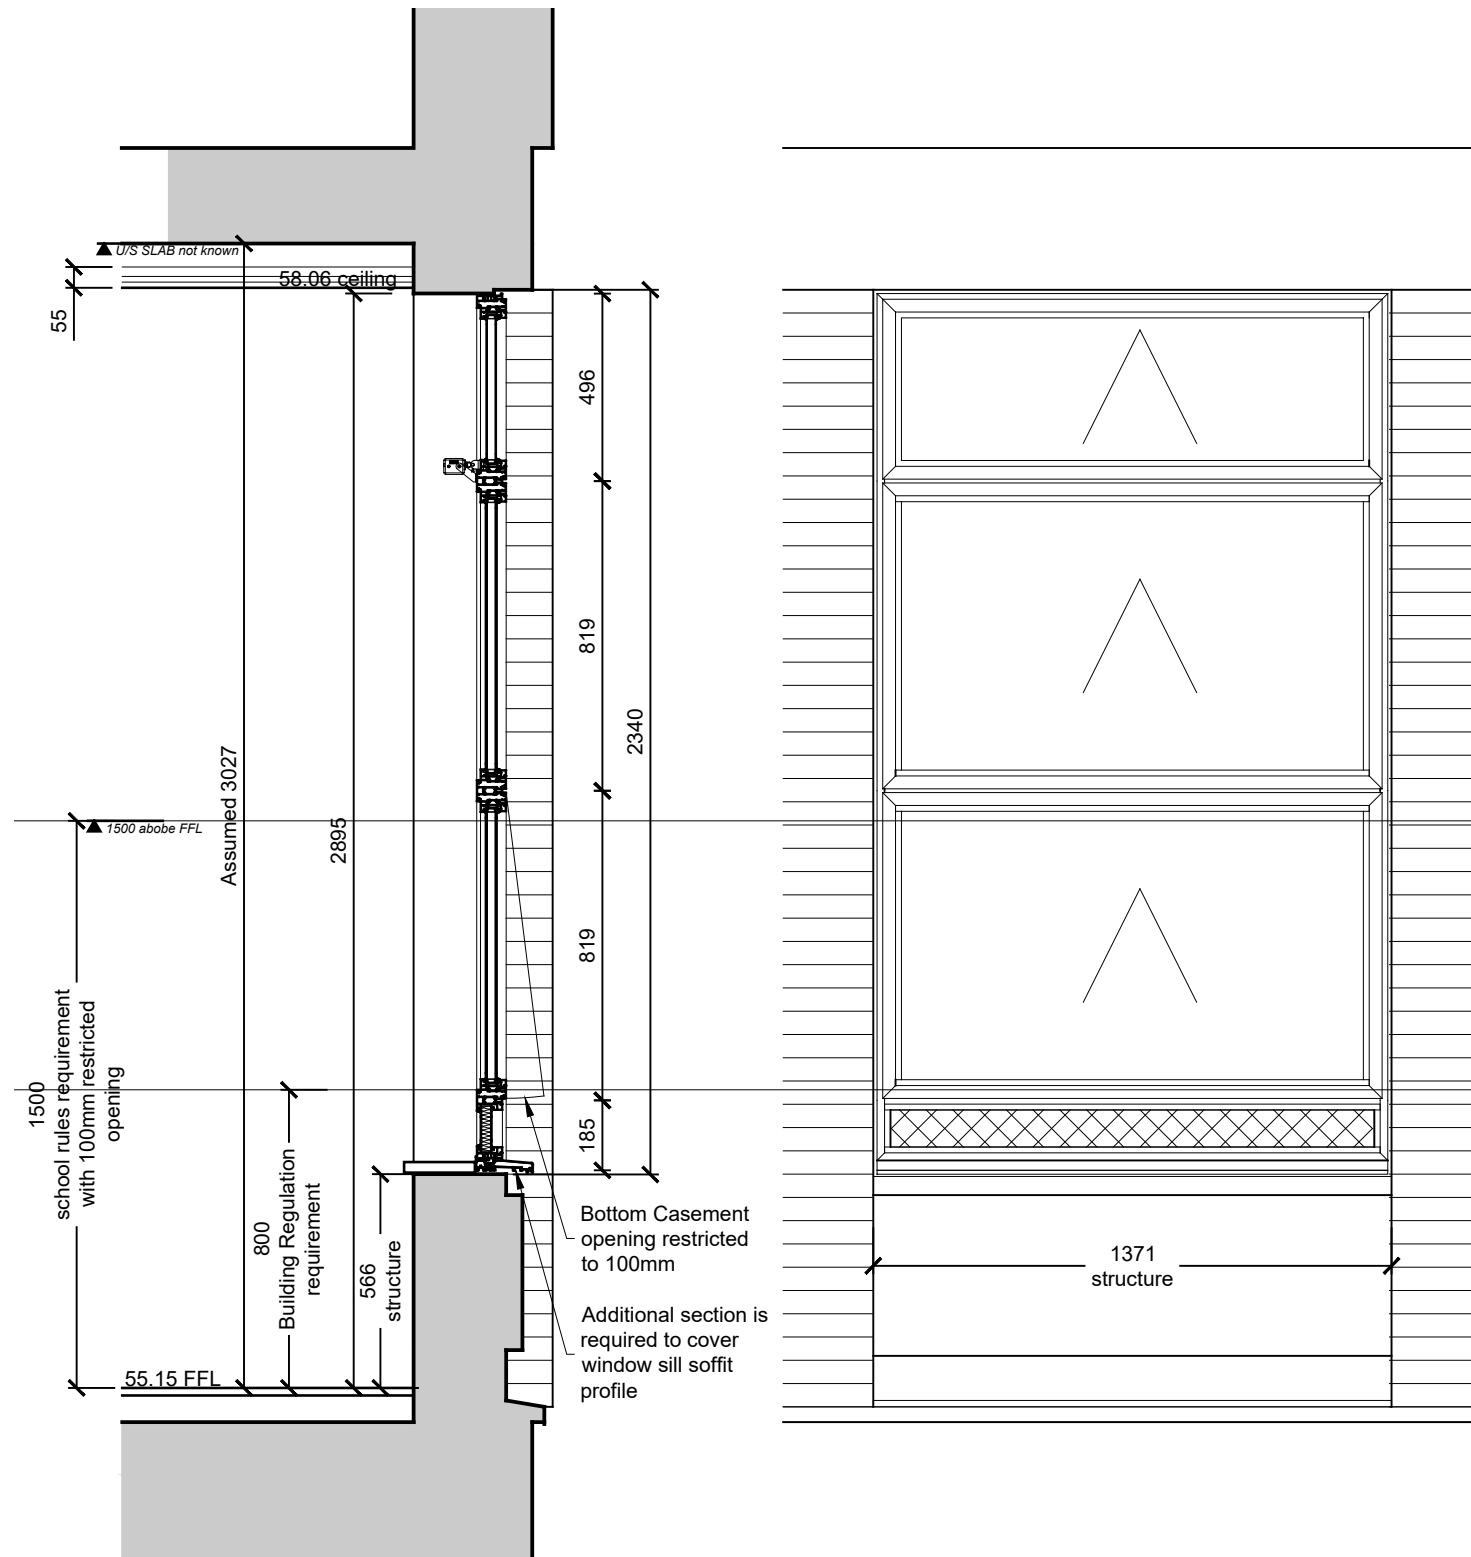 U/S SLAB not known
58.06 ceiling
55
496
819
2340
Assumed 3027
1500 abobe FFL
2895
819
1500
school rules requirement
with 100mm restricted
opening
185
800
Building Regulation
requirement
566
structure
Bottom Casement
opening restricted
to 100mm
1371
structure
Additional section is
required to cover
window sill soffit
profile
55.15 FFL